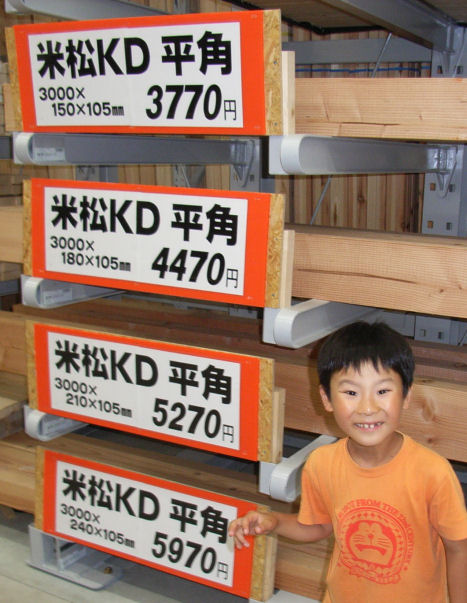 米松KD 平角
3000×
150×105㎜
3770円
米松KD 平角
3000×
180×105㎜
4470円
米松KD 平角
3000×
210×105㎜
5270円
米松KD 平角
3000×
240×105㎜
5970円